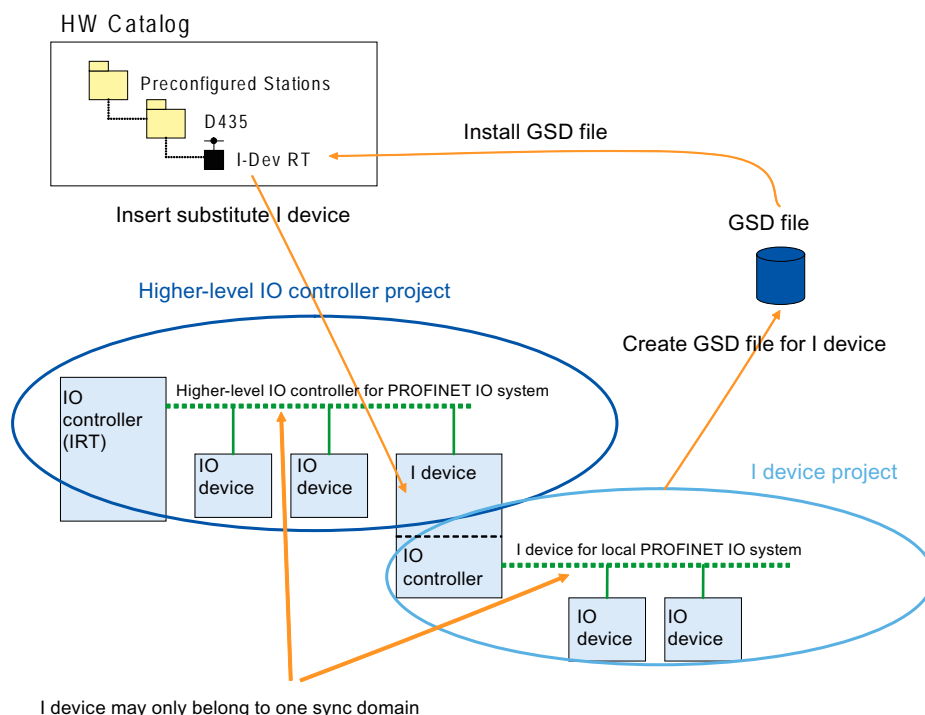 HW Catalog
Preconfigured Stations
D435
I-Dev RT
Install GSD file
Insert substitute I device
GSD file
Higher-level IO controller project
Create GSD file for I device
IO
controller
(IRT)
Higher-level IO controller for PROFINET IO system
IO
device
IO
device
I device
I device project
IO
controller
I device for local PROFINET IO system
IO
device
IO
device
I device may only belong to one sync domain